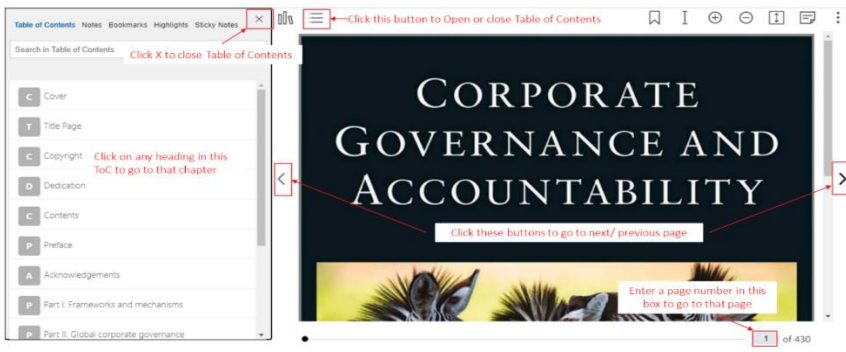 Table of Contents Notes Bookmarks Highlights Sticky Notes
Click this button to Open or close Table of Contents
Search in Table of Contents
Click X to close Table of Contents
C Cover
T Title Page
C Copyright
Click on any heading in this
ToC to go to that chapter
D Dedication
C Contents
P Preface
A Acknowledgements
P Part I: Frameworks and mechanisms
P Part II: Global corporate governance
CORPORATE
GOVERNANCE AND
ACCOUNTABILITY
Click these buttons to go to next/ previous page
Enter a page number in this
box to go to that page
1 of 430